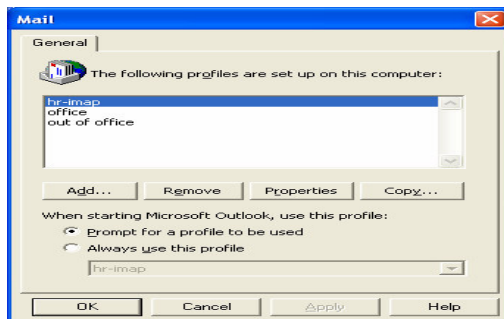 Mail
General
The following profiles are set up on this computer:
hr-imap
office
out of office
Add... Remove Properties Copy...
When starting Microsoft Outlook, use this profile:
Prompt for a profile to be used
Always use this profile
hr-imap
OK Cancel Apply Help